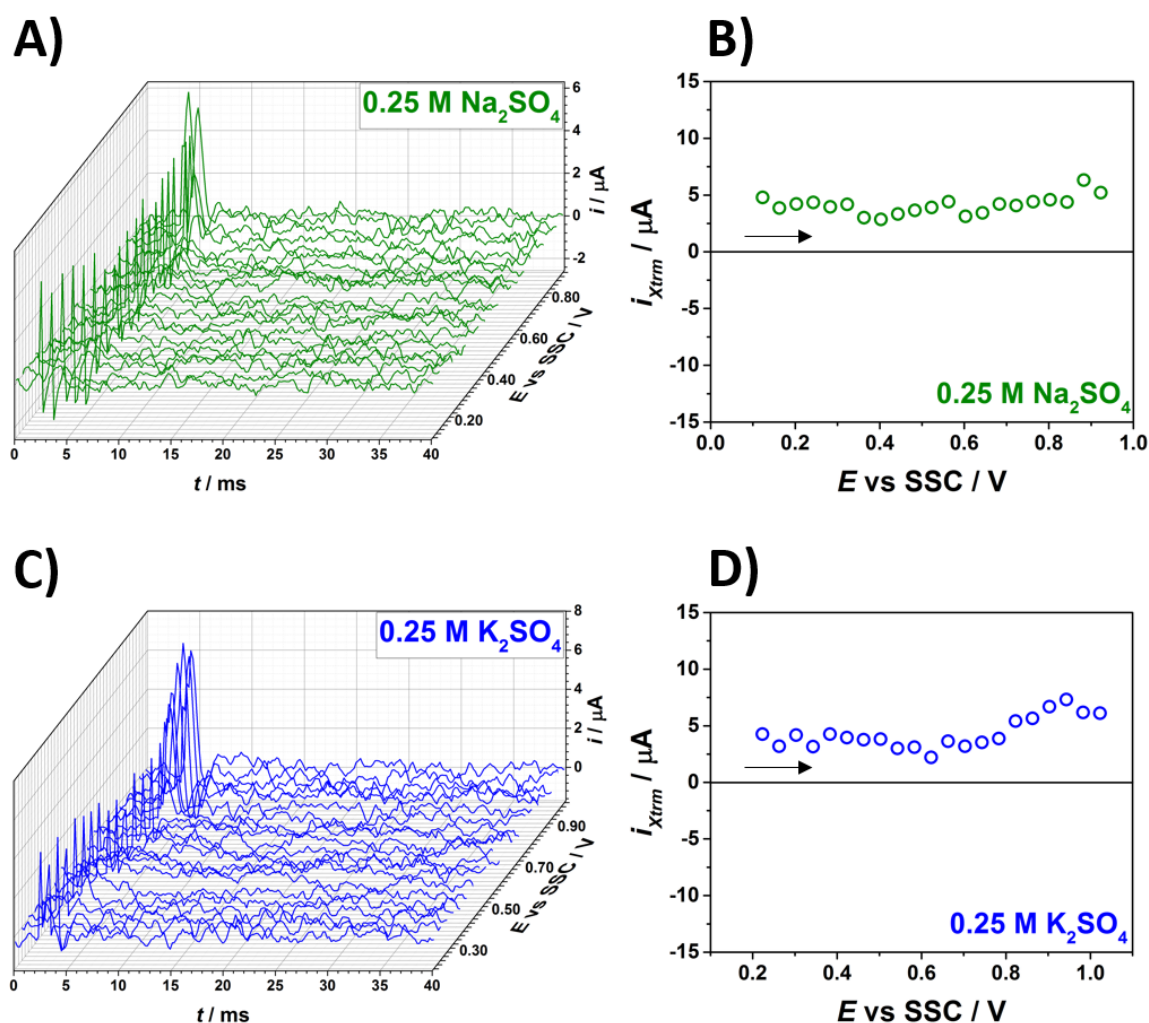 A)
0.25 M Na₂SO₄
6
4
2
0
-2
i / μA
0.80
0.60
0.40
0.20
E vs SSC / V
0 5 10 15 20 25 30 35 40
t / ms
B)
15
10
5
0
-5
-10
-15
i Xtrm / μA
0.25 M Na₂SO₄
0.0 0.2 0.4 0.6 0.8 1.0
E vs SSC / V
C)
0.25 M K₂SO₄
8
6
4
2
0
i / μA
0.90
0.70
0.50
0.30
E vs SSC / V
0 5 10 15 20 25 30 35 40
t / ms
D)
15
10
5
0
-5
-10
-15
i Xtrm / μA
0.25 M K₂SO₄
0.2 0.4 0.6 0.8 1.0
E vs SSC / V